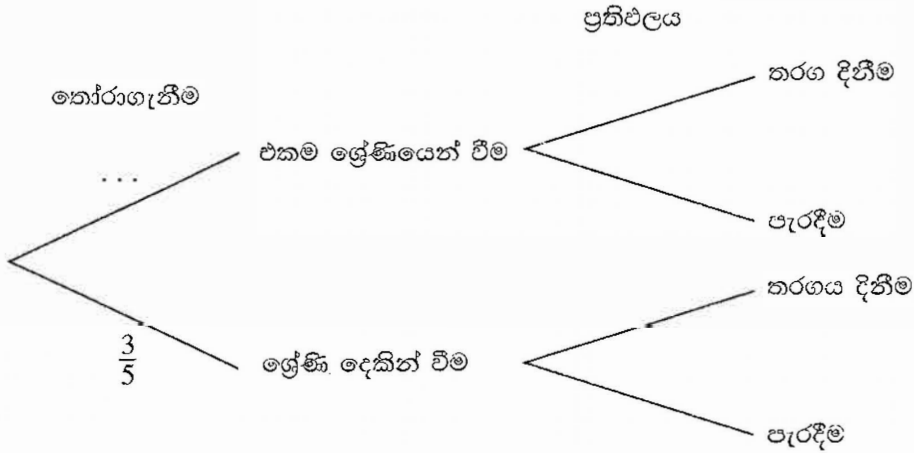 ප්‍රතිඵලය
තෝරාගැනීම
තරග දිනීම
එකම ශ්‍රේණියෙන් වීම
. . .
පැරදීම
තරගය දිනීම
3
5
ශ්‍රේණි දෙකින් වීම
පැරදීම